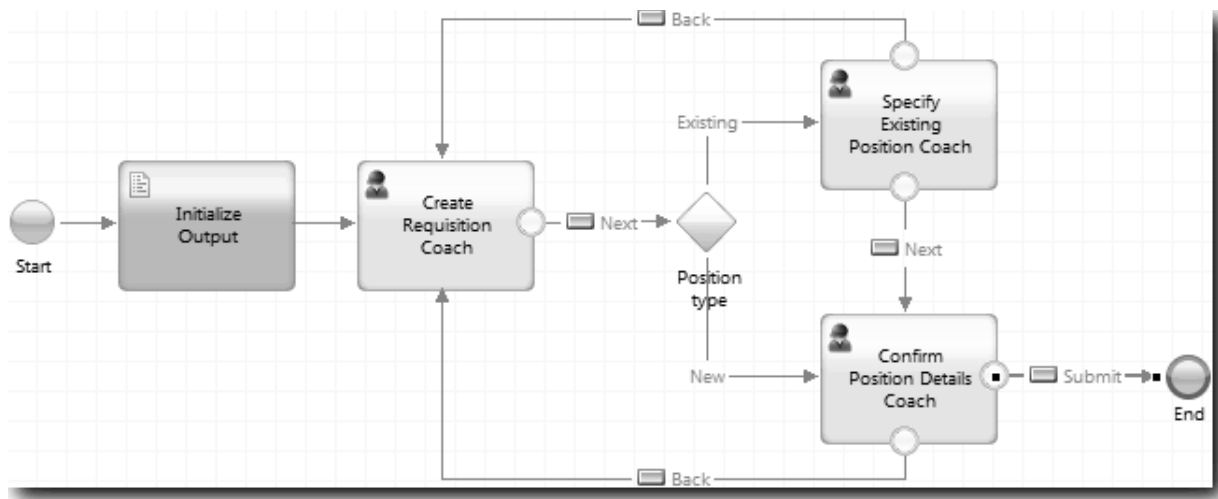 Back
Specify
Existing
Position Coach
Existing
Initialize
Output
Create
Requisition
Coach
Next
Start
Position
type
Next
Confirm
Position Details
Coach
New
Submit
End
Back